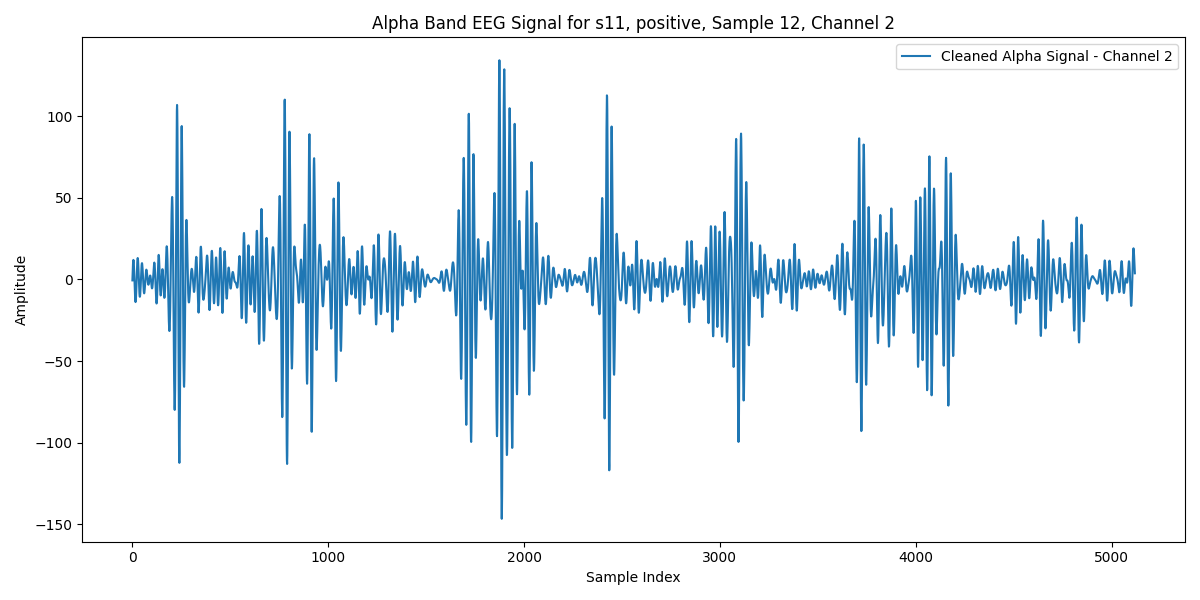 Alpha Band EEG Signal for s11, positive, Sample 12, Channel 2
Cleaned Alpha Signal - Channel 2
Amplitude
100
50
0
−50
−100
−150
0 1000 2000 3000 4000 5000
Sample Index